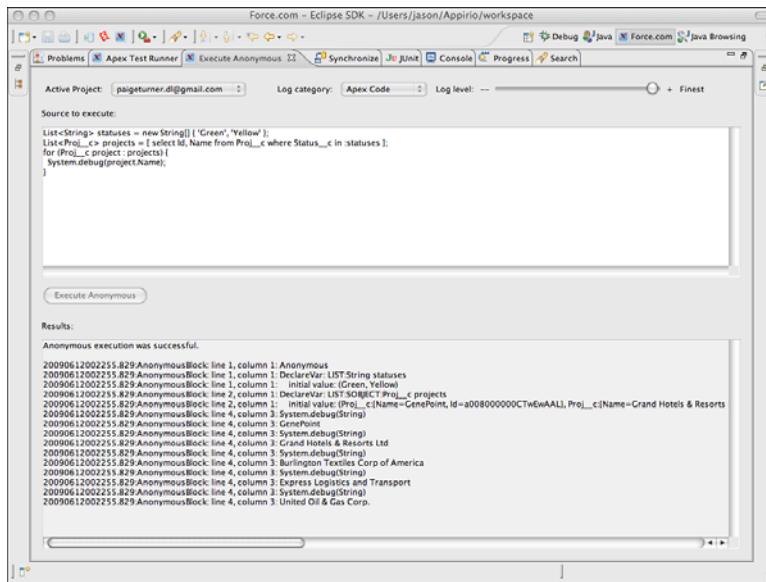 Force.com – Eclipse SDK – /Users/jason/Appirio/workspace
Debug Java Force.com Java Browsing
Problems Apex Test Runner Execute Anonymous Synchronize JUnit Console Progress Search
Active Project: paigeturner.dl@gmail.com Log category: Apex Code Log level: -- + Finest
Source to execute:
List<String> statuses = new String[] { 'Green', 'Yellow' };
List<Proj__c> projects = [ select Id, Name from Proj__c where Status__c in :statuses ];
for (Proj__c project : projects) {
System.debug(project.Name);
}
Execute Anonymous
Results:
Anonymous execution was successful.
20090612002255.829:AnonymousBlock: line 1, column 1: Anonymous
20090612002255.829:AnonymousBlock: line 1, column 1: DeclareVar: LIST:String statuses
20090612002255.829:AnonymousBlock: line 1, column 1: initial value: (Green, Yellow)
20090612002255.829:AnonymousBlock: line 2, column 1: DeclareVar: LIST:SOBJECT:Proj__c projects
20090612002255.829:AnonymousBlock: line 2, column 1: initial value: (Proj__c:{Name=GenePoint, Id=a008000000CTwEwAAL}, Proj__c:{Name=Grand Hotels & Resorts
20090612002255.829:AnonymousBlock: line 4, column 3: System.debug(String)
20090612002255.829:AnonymousBlock: line 4, column 3: GenePoint
20090612002255.829:AnonymousBlock: line 4, column 3: System.debug(String)
20090612002255.829:AnonymousBlock: line 4, column 3: Grand Hotels & Resorts Ltd
20090612002255.829:AnonymousBlock: line 4, column 3: System.debug(String)
20090612002255.829:AnonymousBlock: line 4, column 3: Burlington Textiles Corp of America
20090612002255.829:AnonymousBlock: line 4, column 3: System.debug(String)
20090612002255.829:AnonymousBlock: line 4, column 3: Express Logistics and Transport
20090612002255.829:AnonymousBlock: line 4, column 3: System.debug(String)
20090612002255.829:AnonymousBlock: line 4, column 3: United Oil & Gas Corp.